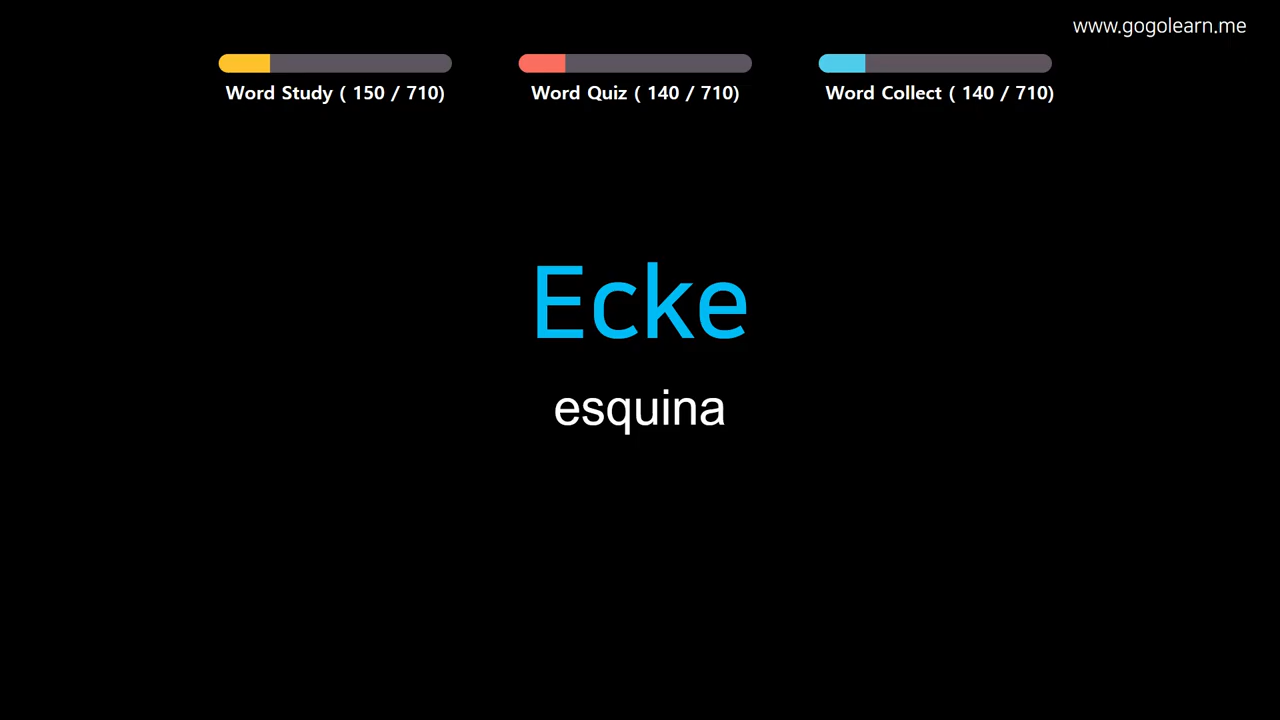 www.gogolearn.me
Word Study ( 150 / 710)
Word Quiz ( 140 / 710)
Word Collect ( 140 / 710)
Ecke
esquina